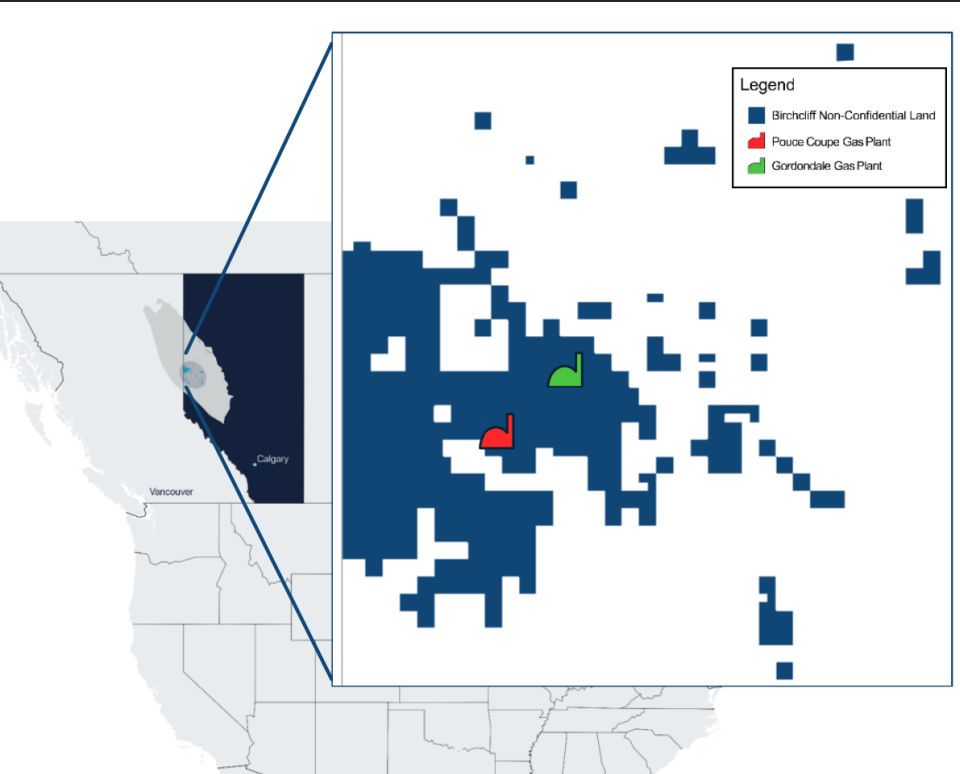 Legend
Birchcliff Non-Confidential Land
Pouce Coupe Gas Plant
Gordondale Gas Plant
Calgary
Vancouver